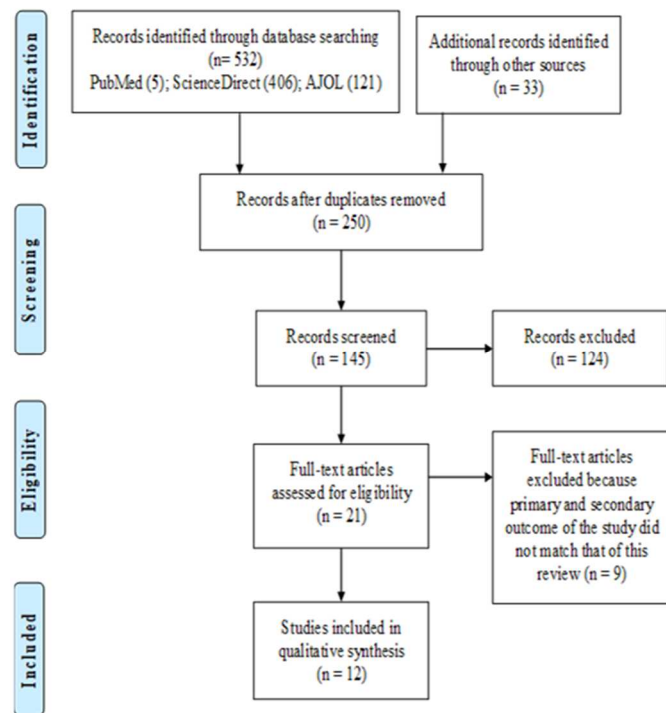 Identification
Records identified through database searching
(n= 532)
PubMed (5); ScienceDirect (406); AJOL (121)
Additional records identified
through other sources
(n = 33)
Records after duplicates removed
(n = 250)
Screening
Records screened
(n = 145)
Records excluded
(n = 124)
Eligibility
Full-text articles
assessed for eligibility
(n = 21)
Full-text articles
excluded because
primary and secondary
outcome of the study did
not match that of this
review (n = 9)
Included
Studies included in
qualitative synthesis
(n = 12)